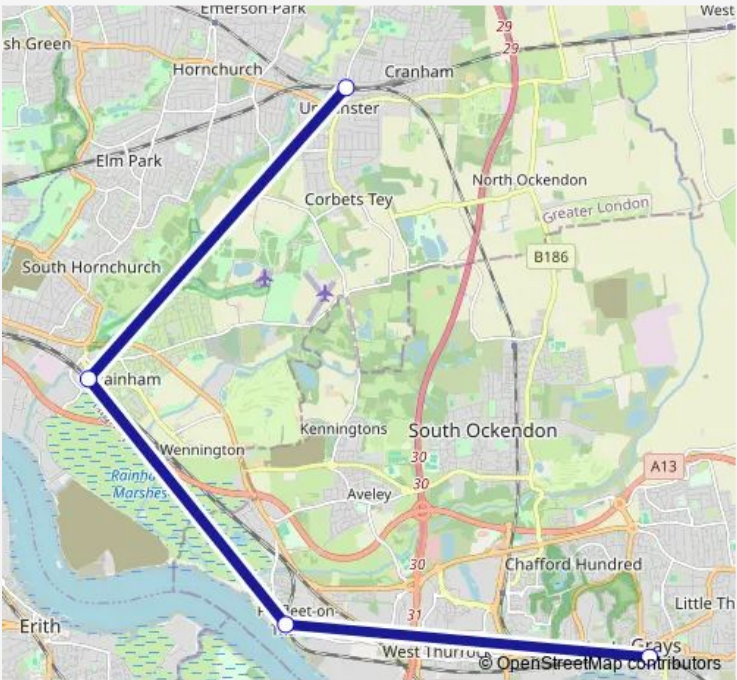 Emerson Park
West
29
29
sh Green
Hornchurch
Cranham
Elm Park
North Ockendon
Corbets Tey
Greater London
South Hornchurch
B186
ainham
Kenningtons
South Ockendon
Wennington
30
A13
30
Marshes
Aveley
30
Chafford Hundred
31
Little Th
Erith
West
Grays
© OpenStreetMap contributors